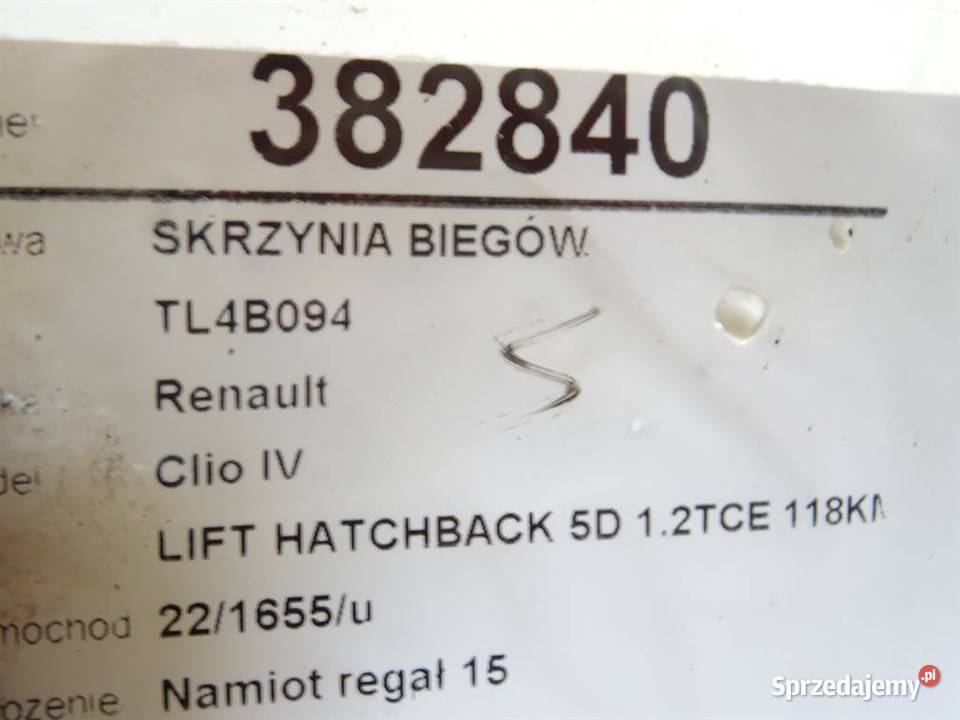 382840
SKRZYNIA BIEGÓW
TL4B094
Renault
Clio IV
LIFT HATCHBACK 5D 1.2TCE 118KM
22/1655/u
Namiot regał 15
Sprzedajemy.pl